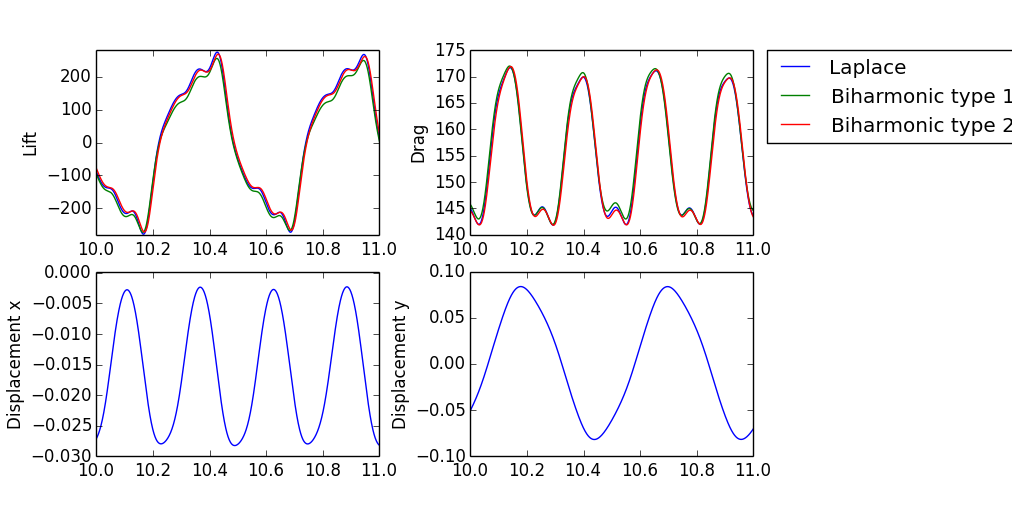 Lift
200
100
0
−100
−200
10.0 10.2 10.4 10.6 10.8 11.0
Drag
175
170
165
160
155
150
145
140
10.0 10.2 10.4 10.6 10.8 11.0
Laplace
Biharmonic type 1
Biharmonic type 2
Displacement x
0.000
−0.005
−0.010
−0.015
−0.020
−0.025
−0.030
10.0 10.2 10.4 10.6 10.8 11.0
Displacement y
0.10
0.05
0.00
−0.05
−0.10
10.0 10.2 10.4 10.6 10.8 11.0